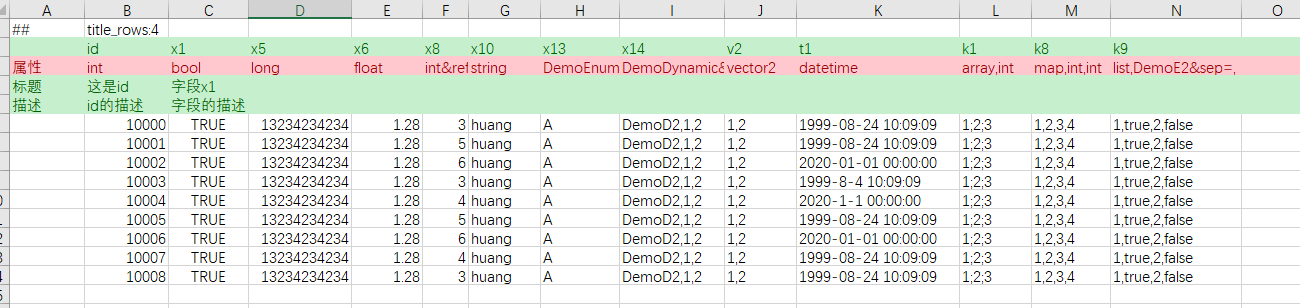 A B C D E F G H I J K L M N O
## title_rows:4
id x1 x5 x6 x8 x10 x13 x14 v2 t1 k1 k8 k9
属性 int bool long float int&ref string DemoEnum DemoDynamic& vector2 datetime array,int map,int,int list,DemoE2&sep=,
标题 这是id 字段x1
描述 id的描述 字段的描述
10000 TRUE 13234234234 1.28 3 huang A DemoD2,1,2 1,2 1999-08-24 10:09:09 1;2;3 1,2,3,4 1,true,2,false
10001 TRUE 13234234234 1.28 5 huang A DemoD2,1,2 1,2 1999-08-24 10:09:09 1;2;3 1,2,3,4 1,true,2,false
10002 TRUE 13234234234 1.28 6 huang A DemoD2,1,2 1,2 2020-01-01 00:00:00 1;2;3 1,2,3,4 1,true,2,false
10003 TRUE 13234234234 1.28 3 huang A DemoD2,1,2 1,2 1999-8-4 10:09:09 1;2;3 1,2,3,4 1,true,2,false
10004 TRUE 13234234234 1.28 4 huang A DemoD2,1,2 1,2 2020-1-1 00:00:00 1;2;3 1,2,3,4 1,true,2,false
10005 TRUE 13234234234 1.28 5 huang A DemoD2,1,2 1,2 1999-08-24 10:09:09 1;2;3 1,2,3,4 1,true,2,false
10006 TRUE 13234234234 1.28 6 huang A DemoD2,1,2 1,2 2020-01-01 00:00:00 1;2;3 1,2,3,4 1,true,2,false
10007 TRUE 13234234234 1.28 4 huang A DemoD2,1,2 1,2 1999-08-24 10:09:09 1;2;3 1,2,3,4 1,true,2,false
10008 TRUE 13234234234 1.28 3 huang A DemoD2,1,2 1,2 1999-08-24 10:09:09 1;2;3 1,2,3,4 1,true,2,false